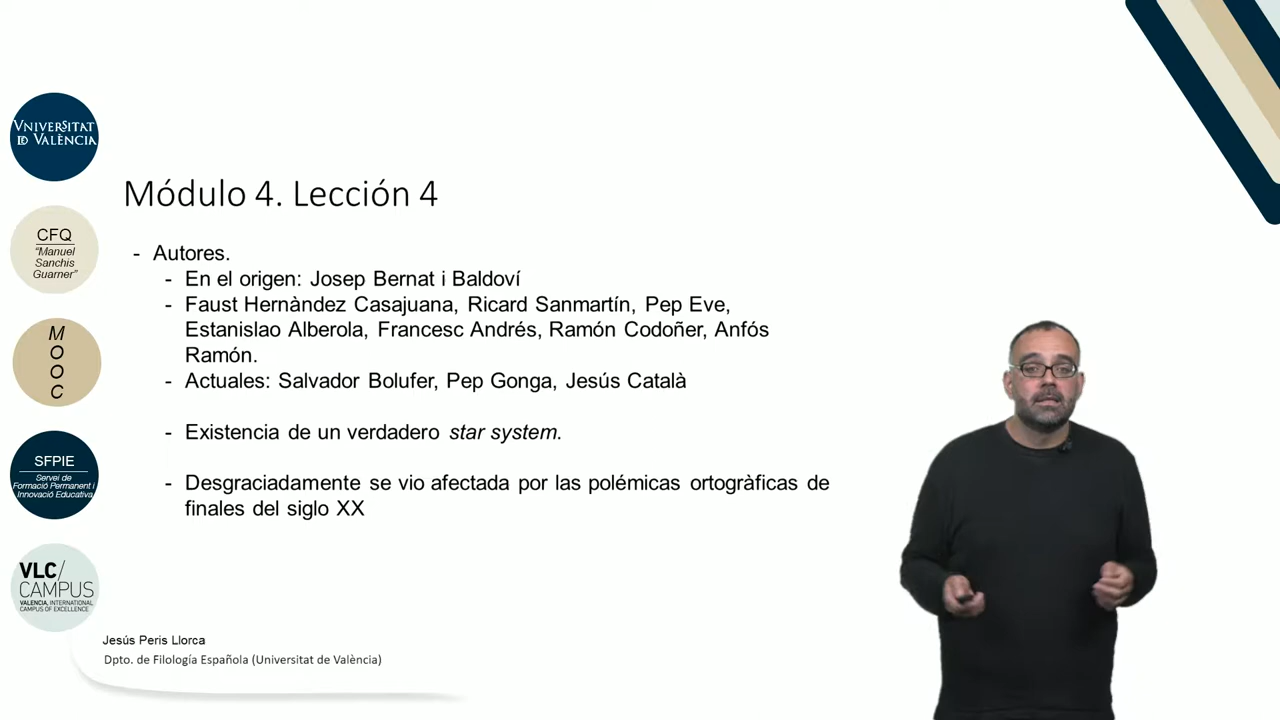 VNIVERSITAT
ID VALÈNCIA
CFQ
"Manuel
Sanchis
Guarner"
M
O
O
C
SFPIE
Servei de
Formació Permanent i
Innovació Educativa
VLC/
CAMPUS
VALENCIA, INTERNATIONAL
CAMPUS OF EXCELLENCE
Módulo 4. Lección 4
- Autores.
- En el origen: Josep Bernat i Baldoví
- Faust Hernàndez Casajuana, Ricard Sanmartín, Pep Eve,
Estanislao Alberola, Francesc Andrés, Ramón Codoñer, Anfós
Ramón.
- Actuales: Salvador Bolufer, Pep Gonga, Jesús Català
- Existencia de un verdadero star system.
- Desgraciadamente se vio afectada por las polémicas ortogràficas de
finales del siglo XX
Jesús Peris Llorca
Dpto. de Filología Española (Universitat de València)